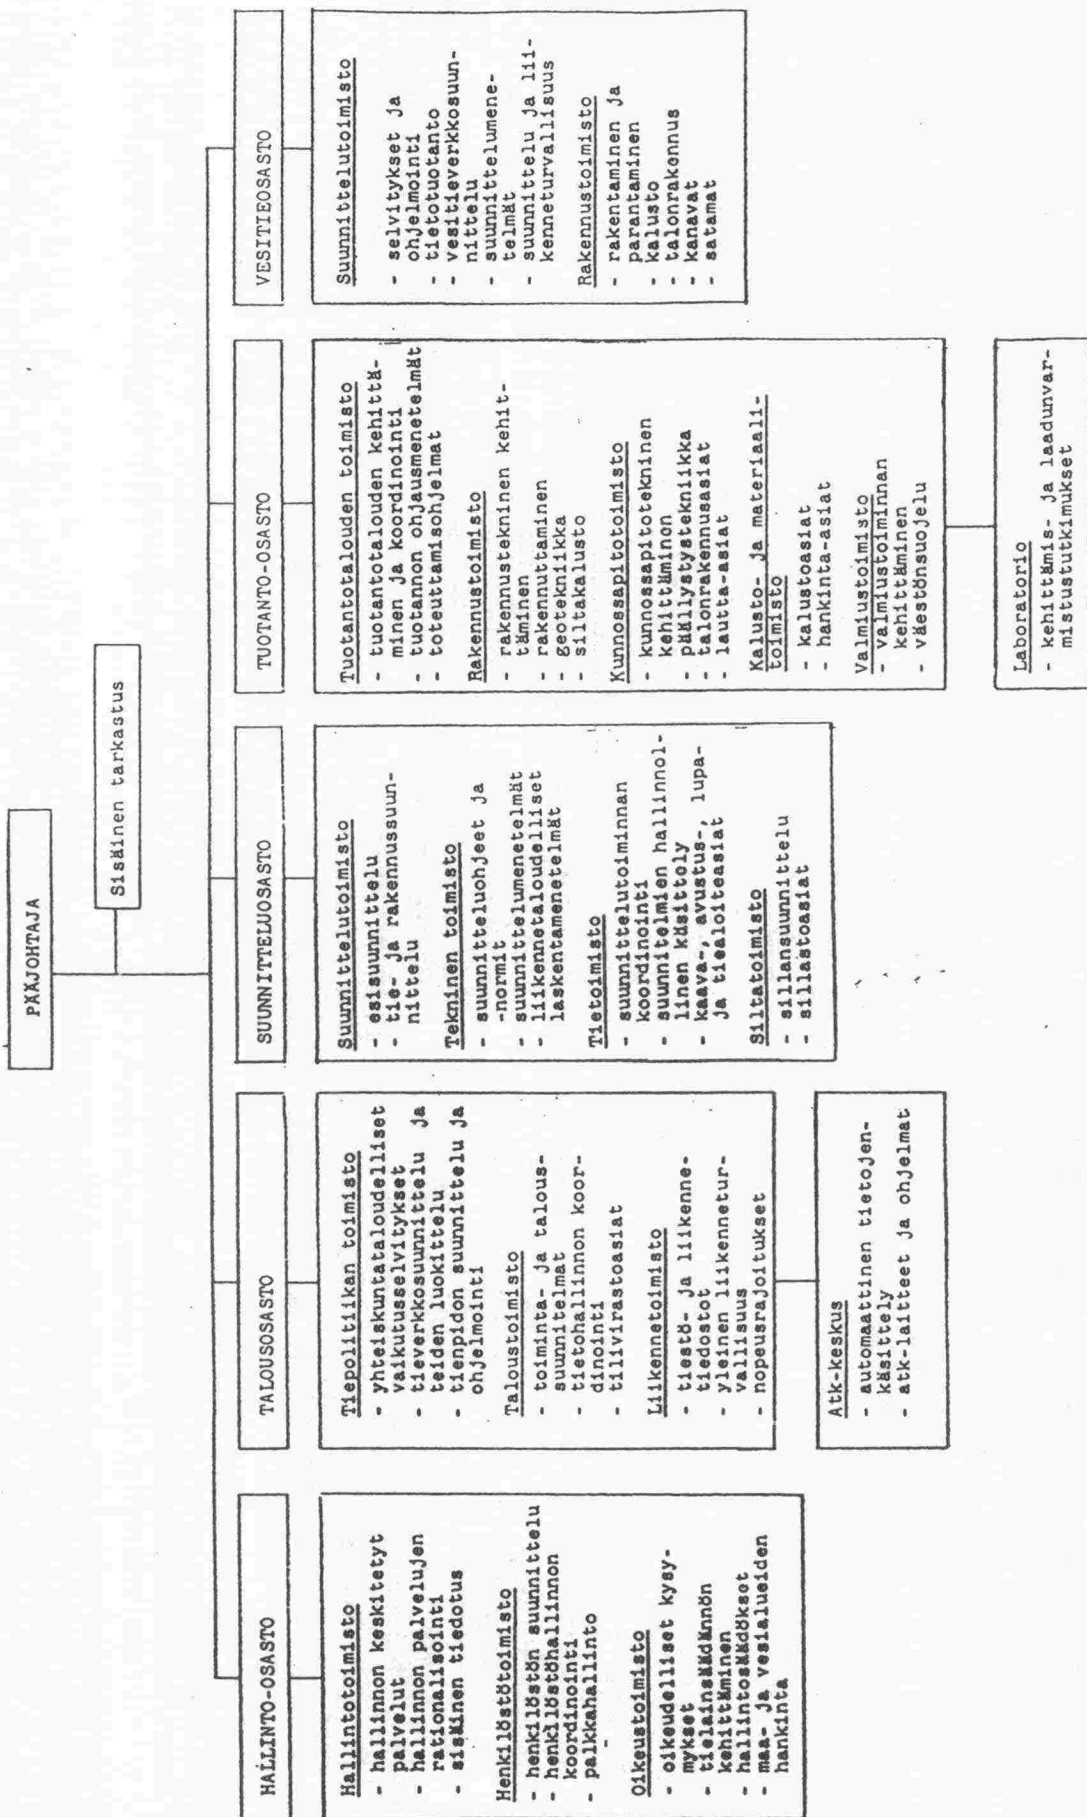 PÄÄJOHTAJA
Sisäinen tarkastus
HALLINTO-OSASTO
Hallintotoimisto
- hallinnon keskitetyt
palvelut
- hallinnon palvelujen
rationalisointi
- sisäinen tiedotus
Henkilöstötoimisto
- henkilöstön suunnittelu
- henkilöstöhallinnon
koordinointi
- palkkahallinto
Oikeustoimisto
- oikeudelliset kysy-
mykset
- tielainsäädännön
kehittäminen
- hallintosäädökset
- maa- ja vesialueiden
hankinta
TALOUSOSASTO
Tiepolitiikan toimisto
- yhteiskuntataloudelliset
vaikutusselvitykset
- tieverkkosuunnittelu ja
teiden luokittelu
- tienpidon suunnittelu ja
ohjelmointi
Taloustoimisto
- toiminta- ja talous-
suunnitelmat
- tietohallinnon koor-
dinointi
- tilivirastoasiat
Liikennetoimisto
- tiestö- ja liikenne-
tiedostot
- yleinen liikennetur-
vallisuus
- nopeusrajoitukset
Atk-keskus
- automaattinen tietojen-
käsittely
- atk-laitteet ja ohjelmat
SUUNNITTELUOSASTO
Suunnittelutoimisto
- esisuunnittelu
- tie- ja rakennussuun-
nittelu
Tekninen toimisto
- suunnitteluohjeet ja
-normit
- suunnittelumenetelmät
- liikennetaloudelliset
laskentamenetelmät
Tietoimisto
- suunnittelutoiminnan
koordinointi
- suunnitelmien hallinnol-
linen käsittely
- kaava-, avustus-, lupa-
ja tiealoiteasiat
Siltatoimisto
- sillansuunnittelu
- sillastoasiat
TUOTANTO-OSASTO
Tuotantotalouden toimisto
- tuotantotalouden kehittä-
minen ja koordinointi
- tuotannon ohjausmenetelmät
- toteuttamisohjelmat
Rakennustoimisto
- rakennustekninen kehit-
täminen
- rakennuttaminen
- geotekniikka
- siltakalusto
Kunnossapitotoimisto
- kunnossapitotekninen
kehittäminon
- päällystystekniikka
- talonrakennusasiat
- lautta-asiat
Kalusto- ja materiaali-
toimisto
- kalustoasiat
- hankinta-asiat
Valmiustoimisto
- valmiustoiminnan
kehittäminen
- väestönsuojelu
Laboratorio
- kehittämis- ja laadunvar-
mistustutkimukset
VESITIEOSASTO
Suunnittelutoimisto
- selvitykset ja
ohjelmointi
- tietotuotanto
- vesitieverkkosuun-
nittelu
- suunnittelumene-
telmät
- suunnittelu ja lii-
kenneturvallisuus
Rakennustoimisto
- rakentaminen ja
parantaminen
- kalusto
- talonrakonnus
- kanavat
- satamat